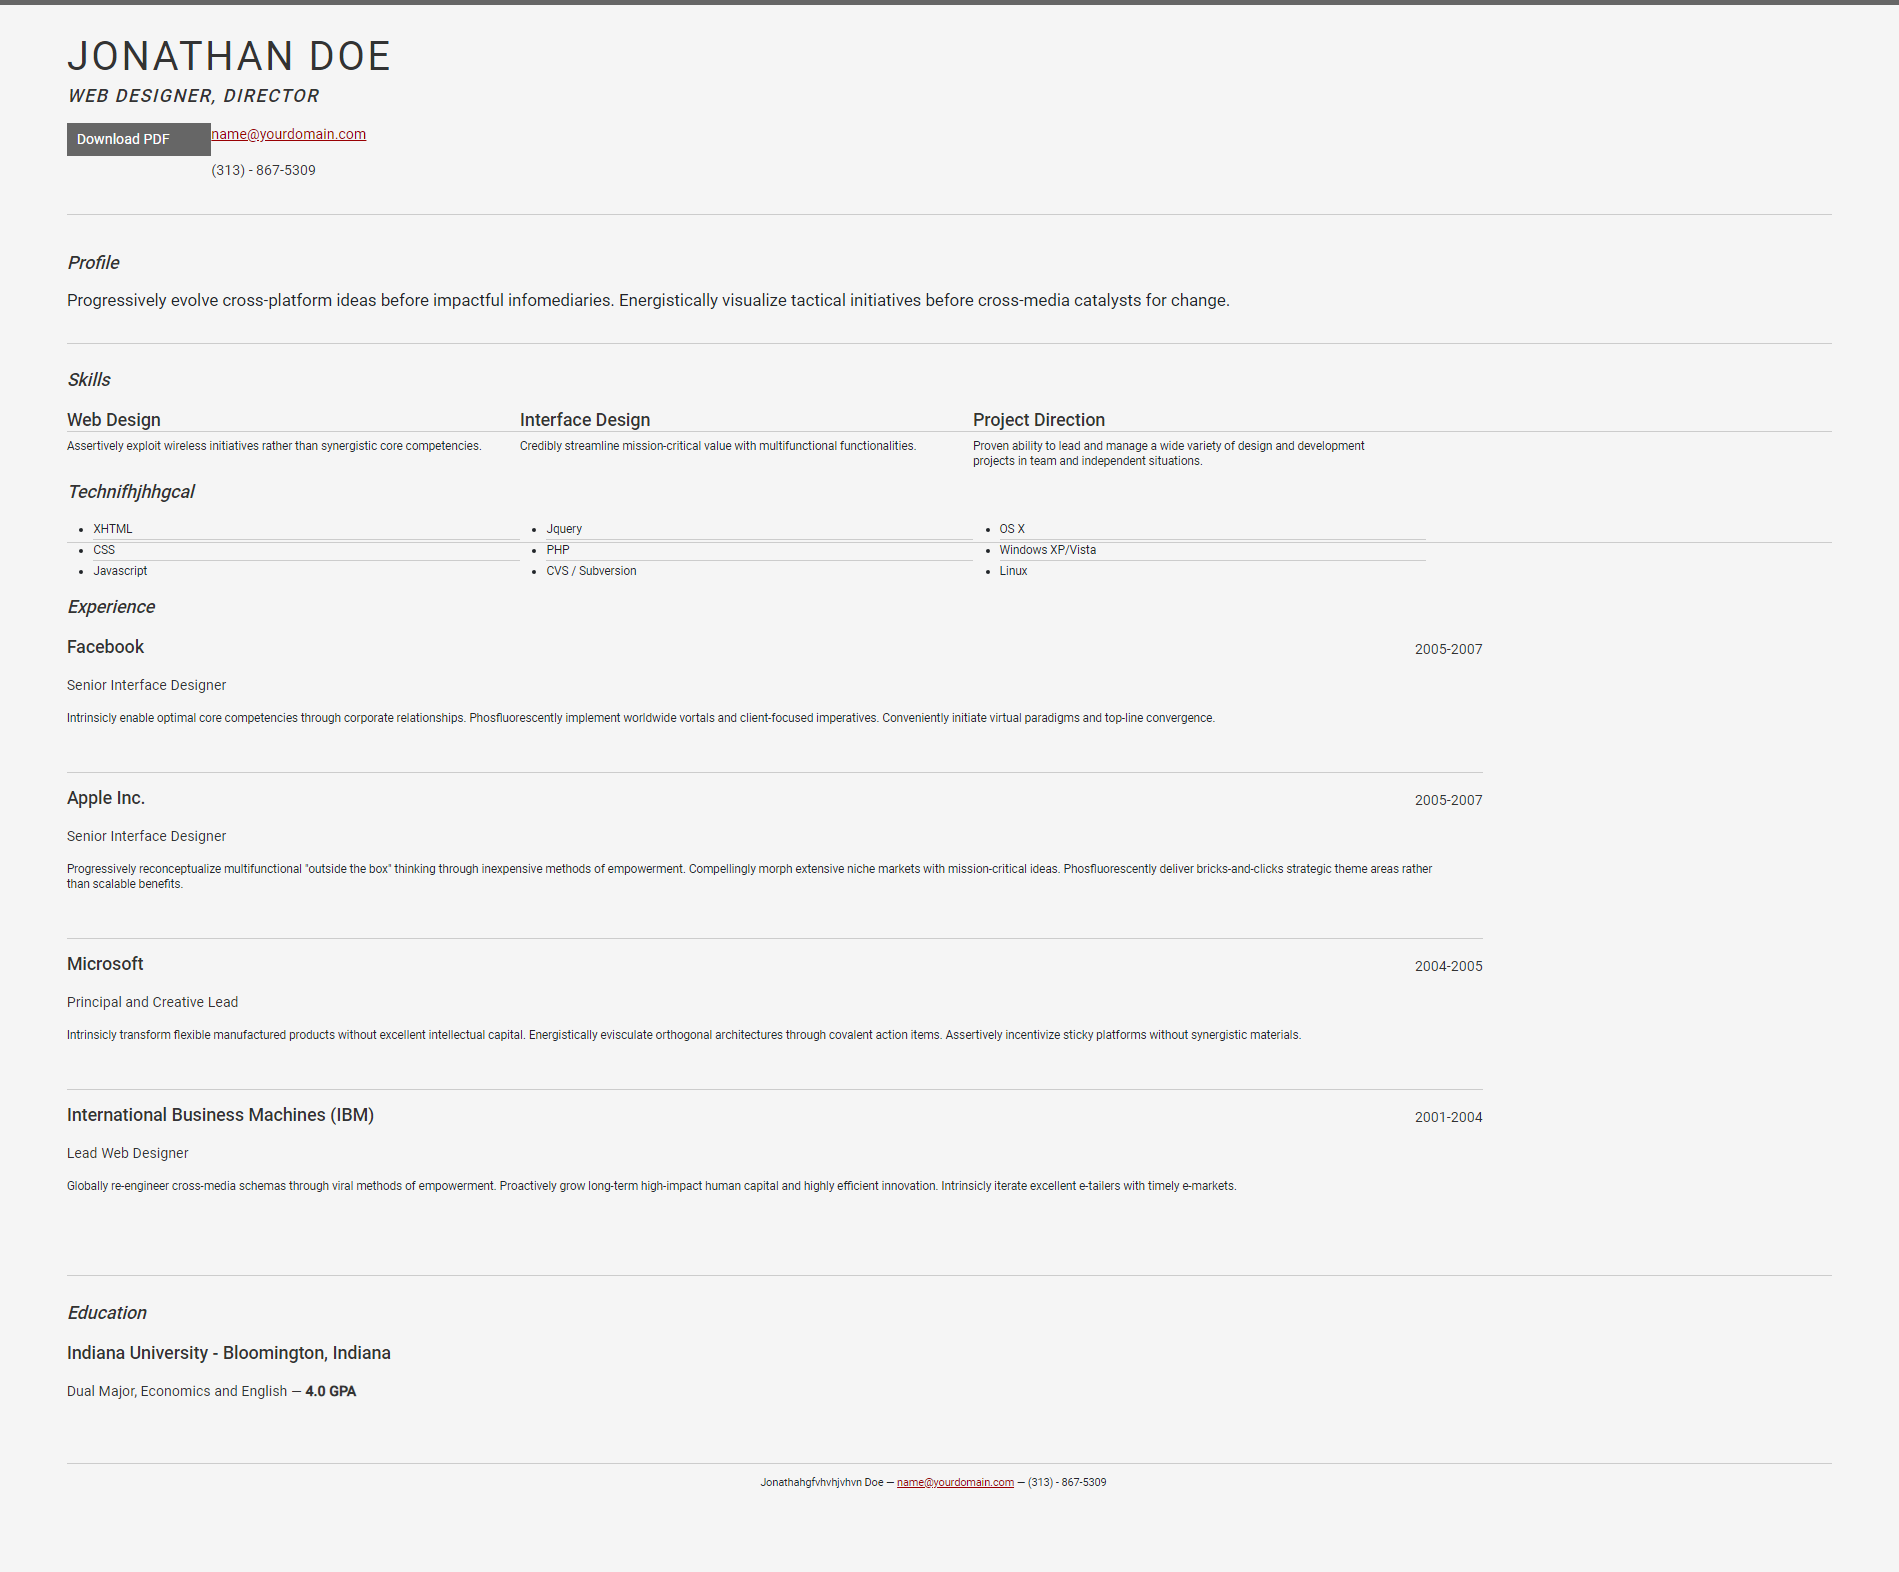 JONATHAN DOE
WEB DESIGNER, DIRECTOR
Download PDF
name@yourdomain.com
(313) - 867-5309
Profile
Progressively evolve cross-platform ideas before impactful infomediaries. Energistically visualize tactical initiatives before cross-media catalysts for change.
Skills
Web Design
Assertively exploit wireless initiatives rather than synergistic core competencies.
Interface Design
Credibly streamline mission-critical value with multifunctional functionalities.
Project Direction
Proven ability to lead and manage a wide variety of design and development
projects in team and independent situations.
Technifhjhhgcal
XHTML
CSS
Javascript
Jquery
PHP
CVS / Subversion
OS X
Windows XP/Vista
Linux
Experience
Facebook
2005-2007
Senior Interface Designer
Intrinsicly enable optimal core competencies through corporate relationships. Phosfluorescently implement worldwide vortals and client-focused imperatives. Conveniently initiate virtual paradigms and top-line convergence.
Apple Inc.
2005-2007
Senior Interface Designer
Progressively reconceptualize multifunctional "outside the box" thinking through inexpensive methods of empowerment. Compellingly morph extensive niche markets with mission-critical ideas. Phosfluorescently deliver bricks-and-clicks strategic theme areas rather
than scalable benefits.
Microsoft
2004-2005
Principal and Creative Lead
Intrinsicly transform flexible manufactured products without excellent intellectual capital. Energistically evisculate orthogonal architectures through covalent action items. Assertively incentivize sticky platforms without synergistic materials.
International Business Machines (IBM)
2001-2004
Lead Web Designer
Globally re-engineer cross-media schemas through viral methods of empowerment. Proactively grow long-term high-impact human capital and highly efficient innovation. Intrinsicly iterate excellent e-tailers with timely e-markets.
Education
Indiana University - Bloomington, Indiana
Dual Major, Economics and English — 4.0 GPA
Jonathahgfvhvhjvhvn Doe — name@yourdomain.com — (313) - 867-5309